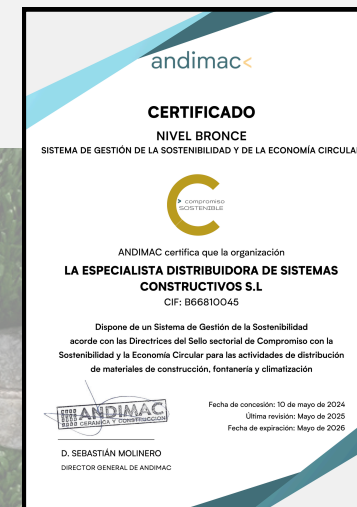 andimac<
CERTIFICADO
NIVEL BRONCE
SISTEMA DE GESTIÓN DE LA SOSTENIBILIDAD Y DE LA ECONOMÍA CIRCULAR
compromiso
SOSTENIBLE
ANDIMAC certifica que la organización
LA ESPECIALISTA DISTRIBUIDORA DE SISTEMAS
CONSTRUCTIVOS S.L
CIF: B66810045
Dispone de un Sistema de Gestión de la Sostenibilidad
acorde con las Directrices del Sello sectorial de Compromiso con la
Sostenibilidad y la Economía Circular para las actividades de distribución
de materiales de construcción, fontanería y climatización
Fecha de concesión: 10 de mayo de 2024
Última revisión: Mayo de 2025
Fecha de expiración: Mayo de 2026
ANDIMAC
CERÁMICA Y CONSTRUCCIÓN
D. SEBASTIÁN MOLINERO
DIRECTOR GENERAL DE ANDIMAC